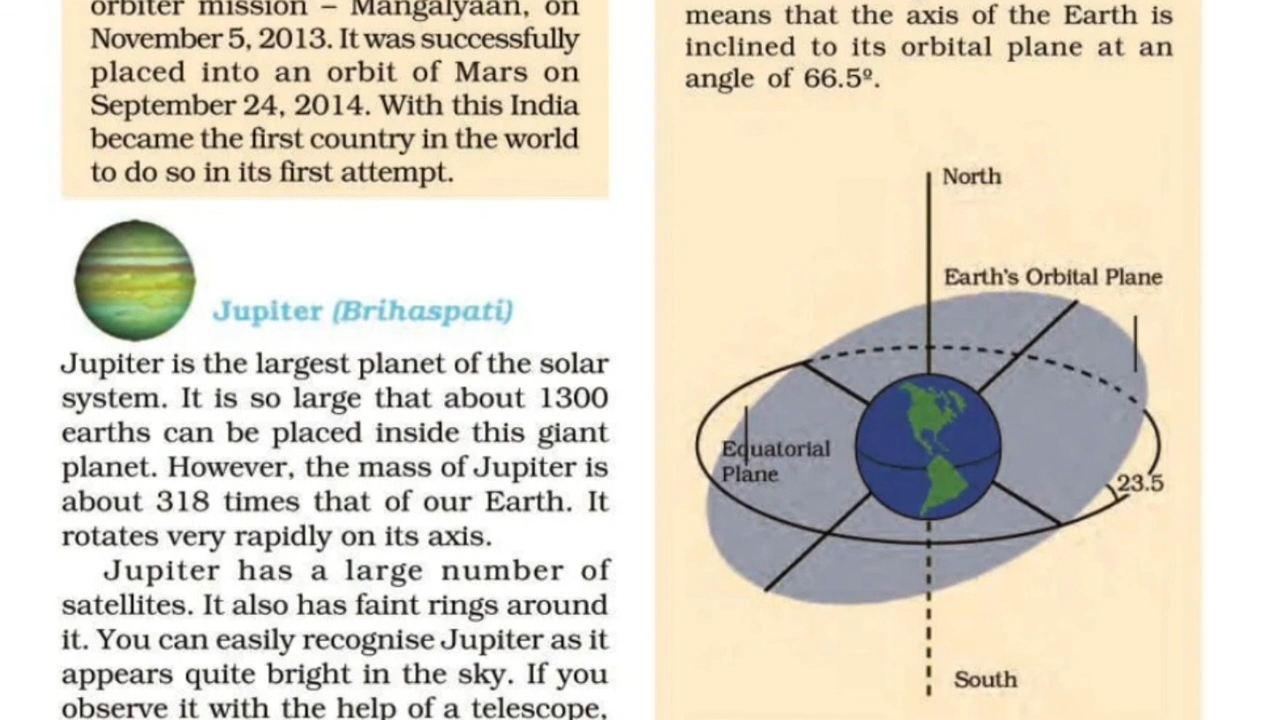 orbiter mission – Mangalyaan, on
November 5, 2013. It was successfully
placed into an orbit of Mars on
September 24, 2014. With this India
became the first country in the world
to do so in its first attempt.
Jupiter (Brihaspati)
Jupiter is the largest planet of the solar
system. It is so large that about 1300
earths can be placed inside this giant
planet. However, the mass of Jupiter is
about 318 times that of our Earth. It
rotates very rapidly on its axis.
Jupiter has a large number of
satellites. It also has faint rings around
it. You can easily recognise Jupiter as it
appears quite bright in the sky. If you
observe it with the help of a telescope,
means that the axis of the Earth is
inclined to its orbital plane at an
angle of 66.5º.
North
Earth's Orbital Plane
Equatorial
Plane
23.5
South